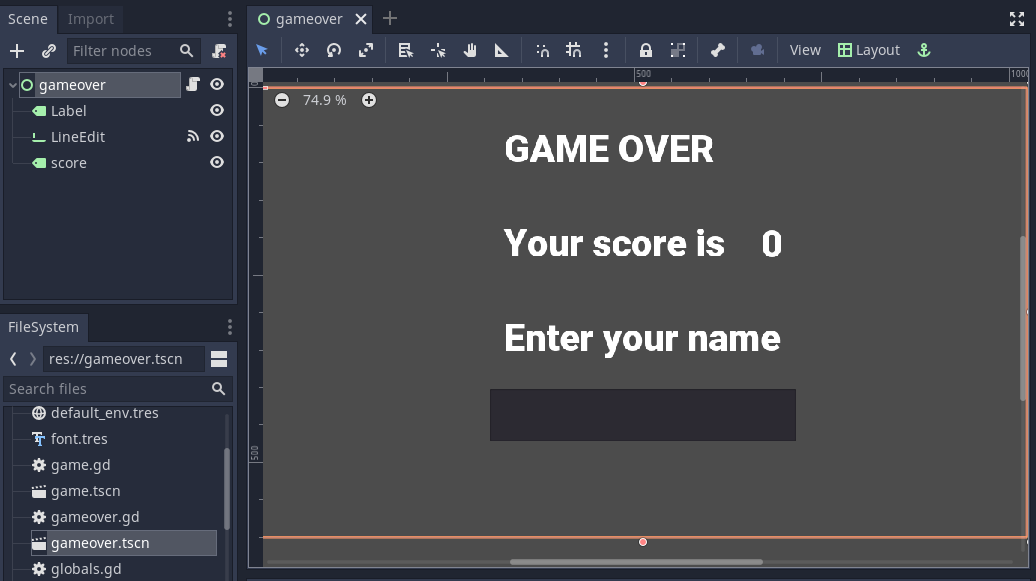 Scene Import
Filter nodes
gameover
Label
LineEdit
score
FileSystem
res://gameover.tscn
Search files
default_env.tres
font.tres
game.gd
game.tscn
gameover.gd
gameover.tscn
globals.gd
gameover
View Layout
500 1000
0
74.9 %
500
GAME OVER
Your score is 0
Enter your name